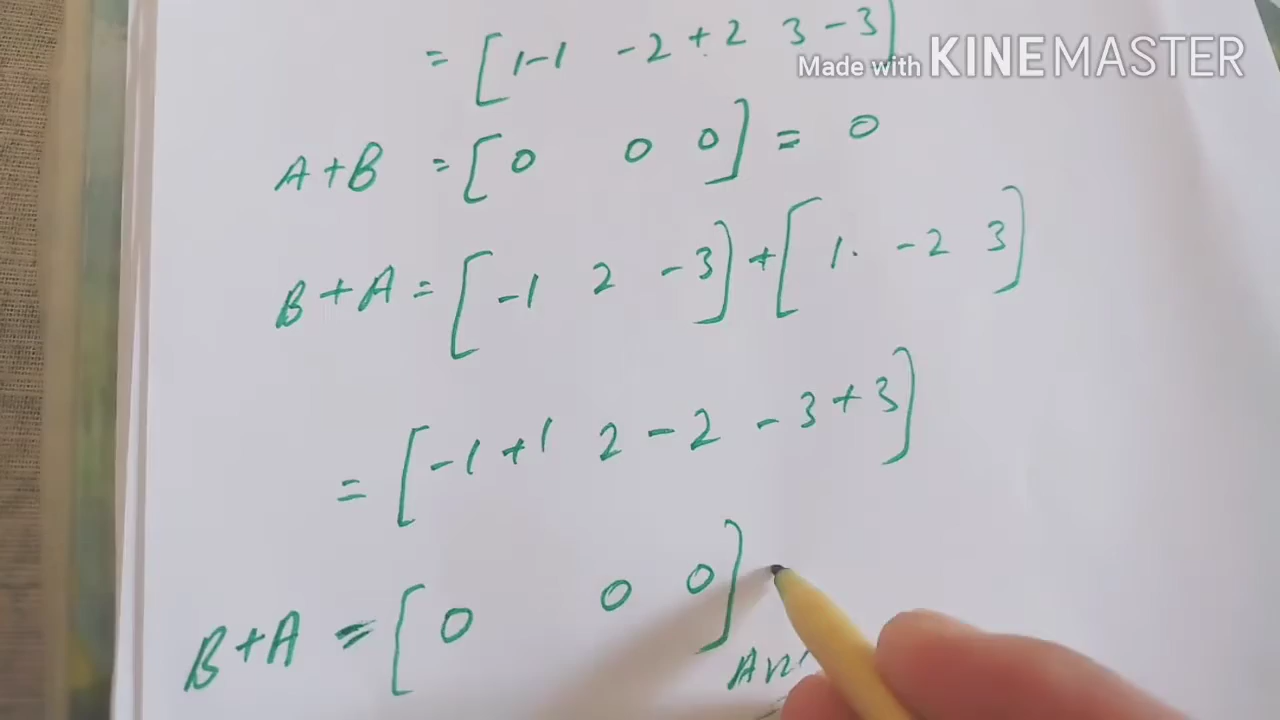 = [1-1 -2+2 3-3]
Made with KINEMASTER
A+B = [0 0 0] = 0
B+A = [-1 2 -3] + [1. -2 3]
= [-1+1 2-2 -3+3]
B+A = [0 0 0]